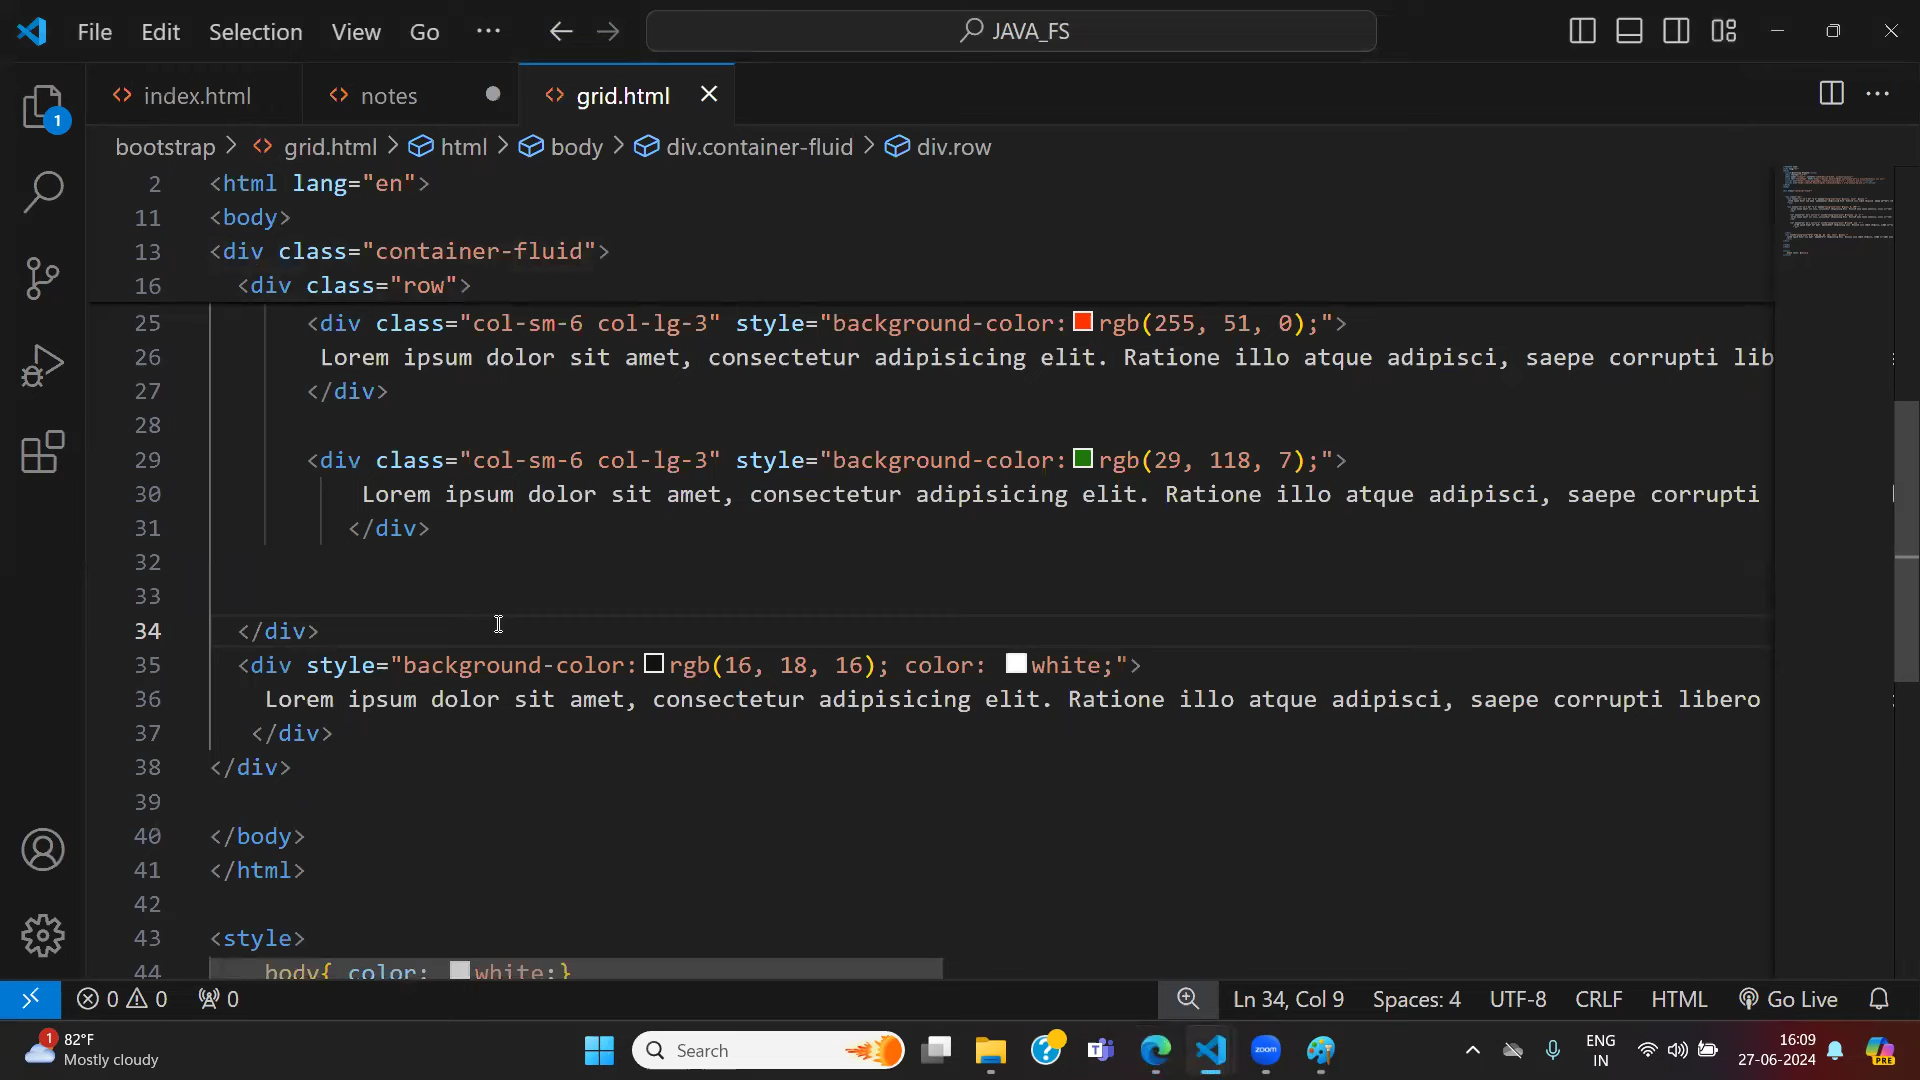 File Edit Selection View Go ··· JAVA_FS
index.html notes grid.html
bootstrap > grid.html > html > body > div.container-fluid > div.row
2 <html lang="en">
11 <body>
13 <div class="container-fluid">
16 <div class="row">
25 <div class="col-sm-6 col-lg-3" style="background-color: rgb(255, 51, 0);">
26 Lorem ipsum dolor sit amet, consectetur adipisicing elit. Ratione illo atque adipisci, saepe corrupti lib
27 </div>
28
29 <div class="col-sm-6 col-lg-3" style="background-color: rgb(29, 118, 7);">
30 Lorem ipsum dolor sit amet, consectetur adipisicing elit. Ratione illo atque adipisci, saepe corrupti
31 </div>
32
33
34 </div>
35 <div style="background-color: rgb(16, 18, 16); color: white;">
36 Lorem ipsum dolor sit amet, consectetur adipisicing elit. Ratione illo atque adipisci, saepe corrupti libero
37 </div>
38 </div>
39
40 </body>
41 </html>
42
43 <style>
44 body{ color: white;}
0 0 0 Ln 34, Col 9 Spaces: 4 UTF-8 CRLF HTML Go Live
1 82°F
Mostly cloudy
Search
zoom
ENG
IN
16:09
27-06-2024
PRE